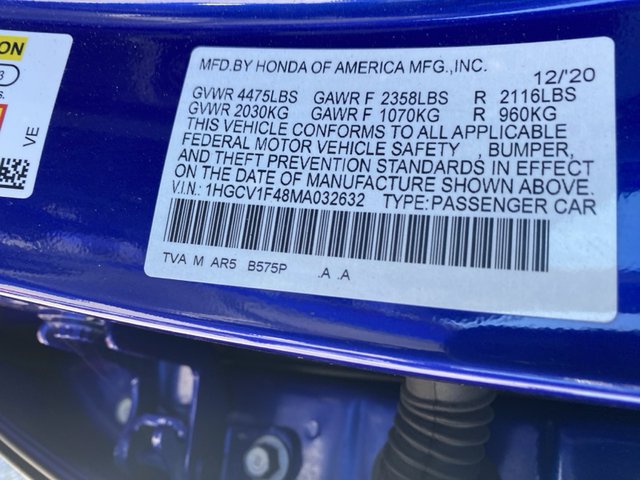 ON
3
s.
VE
MFD.BY HONDA OF AMERICA MFG.,INC.
12/'20
GVWR 4475LBS GAWR F 2358LBS R 2116LBS
GVWR 2030KG GAWR F 1070KG R 960KG
THIS VEHICLE CONFORMS TO ALL APPLICABLE
FEDERAL MOTOR VEHICLE SAFETY , BUMPER,
AND THEFT PREVENTION STANDARDS IN EFFECT
ON THE DATE OF MANUFACTURE SHOWN ABOVE.
V.I.N.: 1HGCV1F48MA032632 TYPE:PASSENGER CAR
TVA M AR5 B575P .A .A